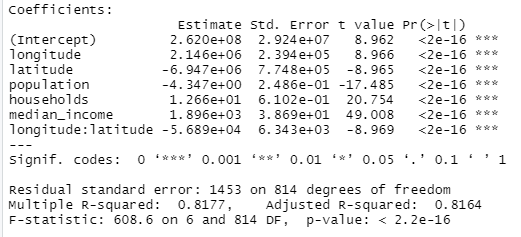 Coefficients:
Estimate Std. Error t value Pr(>|t|)
(Intercept) 2.620e+08 2.924e+07 8.962 <2e-16 ***
longitude 2.146e+06 2.394e+05 8.966 <2e-16 ***
latitude -6.947e+06 7.748e+05 -8.965 <2e-16 ***
population -4.347e+00 2.486e-01 -17.485 <2e-16 ***
households 1.266e+01 6.102e-01 20.754 <2e-16 ***
median_income 1.896e+03 3.869e+01 49.008 <2e-16 ***
longitude:latitude -5.689e+04 6.343e+03 -8.969 <2e-16 ***
---
Signif. codes: 0 ‘***’ 0.001 ‘**’ 0.01 ‘*’ 0.05 ‘.’ 0.1 ‘ ’ 1
Residual standard error: 1453 on 814 degrees of freedom
Multiple R-squared: 0.8177, Adjusted R-squared: 0.8164
F-statistic: 608.6 on 6 and 814 DF, p-value: < 2.2e-16